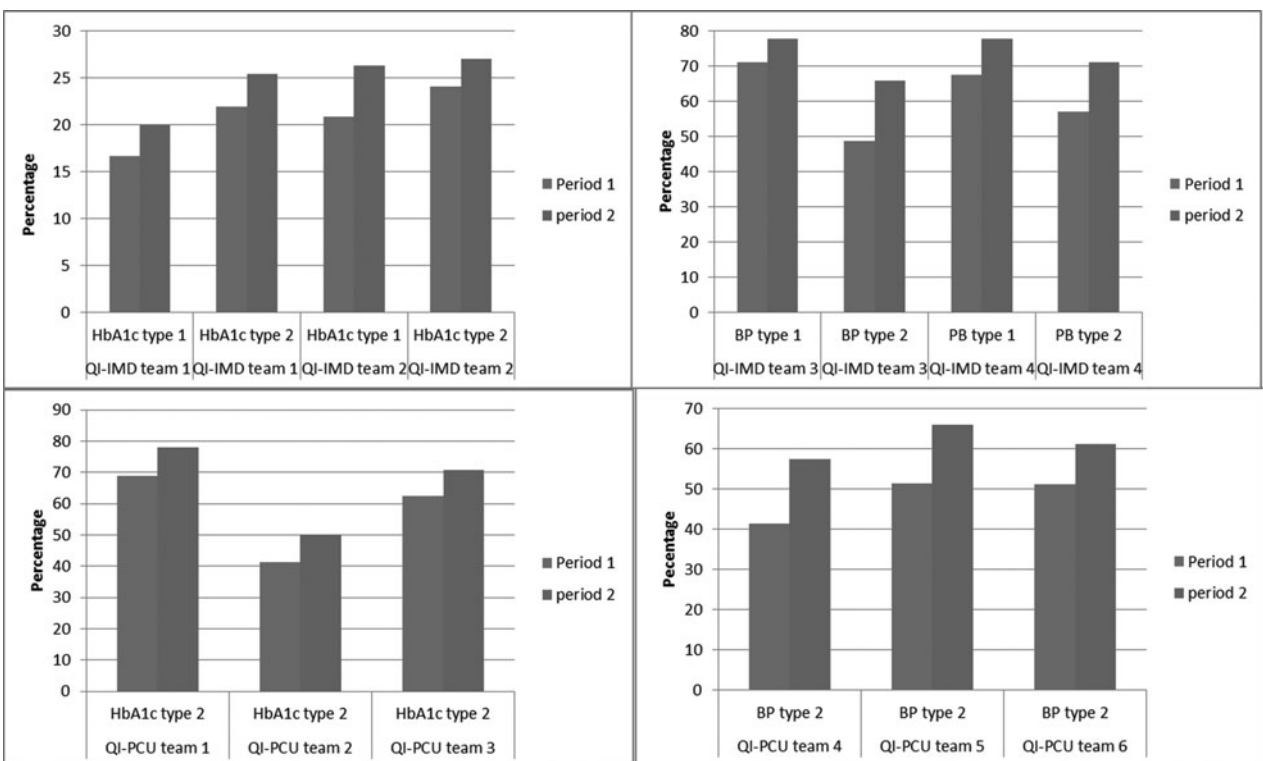 30
25
20
15
10
5
0
Percentage
HbA1c type 1 HbA1c type 2 HbA1c type 1 HbA1c type 2
QI-IMD team 1 QI-IMD team 1 QI-IMD team 2 QI-IMD team 2
Period 1
period 2
80
70
60
50
40
30
20
10
0
Percentage
BP type 1 BP type 2 PB type 1 PB type 2
QI-IMD team 3 QI-IMD team 3 QI-IMD team 4 QI-IMD team 4
Period 1
period 2
90
80
70
60
50
40
30
20
10
0
Percentage
HbA1c type 2 HbA1c type 2 HbA1c type 2
QI-PCU team 1 QI-PCU team 2 QI-PCU team 3
Period 1
period 2
70
60
50
40
30
20
10
0
Pecentage
BP type 2 BP type 2 BP type 2
QI-PCU team 4 QI-PCU team 5 QI-PCU team 6
Period 1
period 2